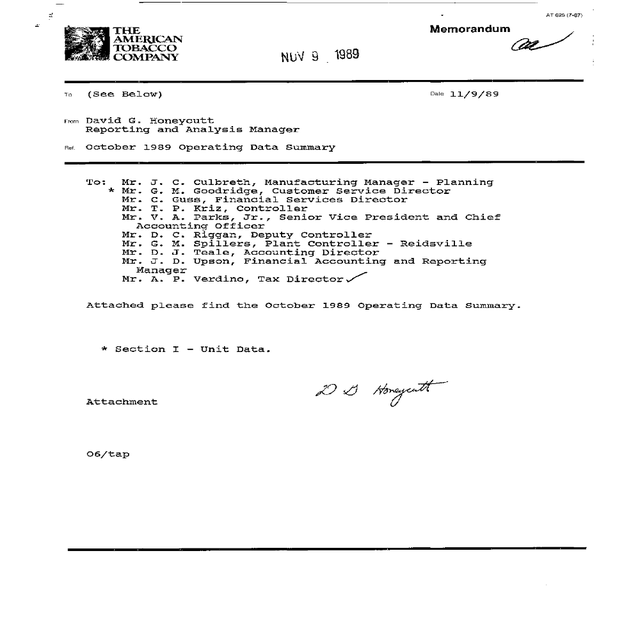 AT 625 (7-87)
THE
AMERICAN
TOBACCO
COMPANY
Memorandum
NOV 9 1989
To (See Below)
Date 11/9/89
From David G. Honeycutt
Reporting and Analysis Manager
Ref. October 1989 Operating Data Summary
To: Mr. J. C. Culbreth, Manufacturing Manager - Planning
* Mr. G. M. Goodridge, Customer Service Director
Mr. C. Guss, Financial Services Director
Mr. T. P. Kriz, Controller
Mr. V. A. Parks, Jr., Senior Vice President and Chief
Accounting Officer
Mr. D. C. Riggan, Deputy Controller
Mr. G. M. Spillers, Plant Controller - Reidsville
Mr. D. J. Teale, Accounting Director
Mr. J. D. Upson, Financial Accounting and Reporting
Manager
Mr. A. P. Verdino, Tax Director
Attached please find the October 1989 Operating Data Summary.
* Section I - Unit Data.
D G Honeycutt
Attachment
06/tap